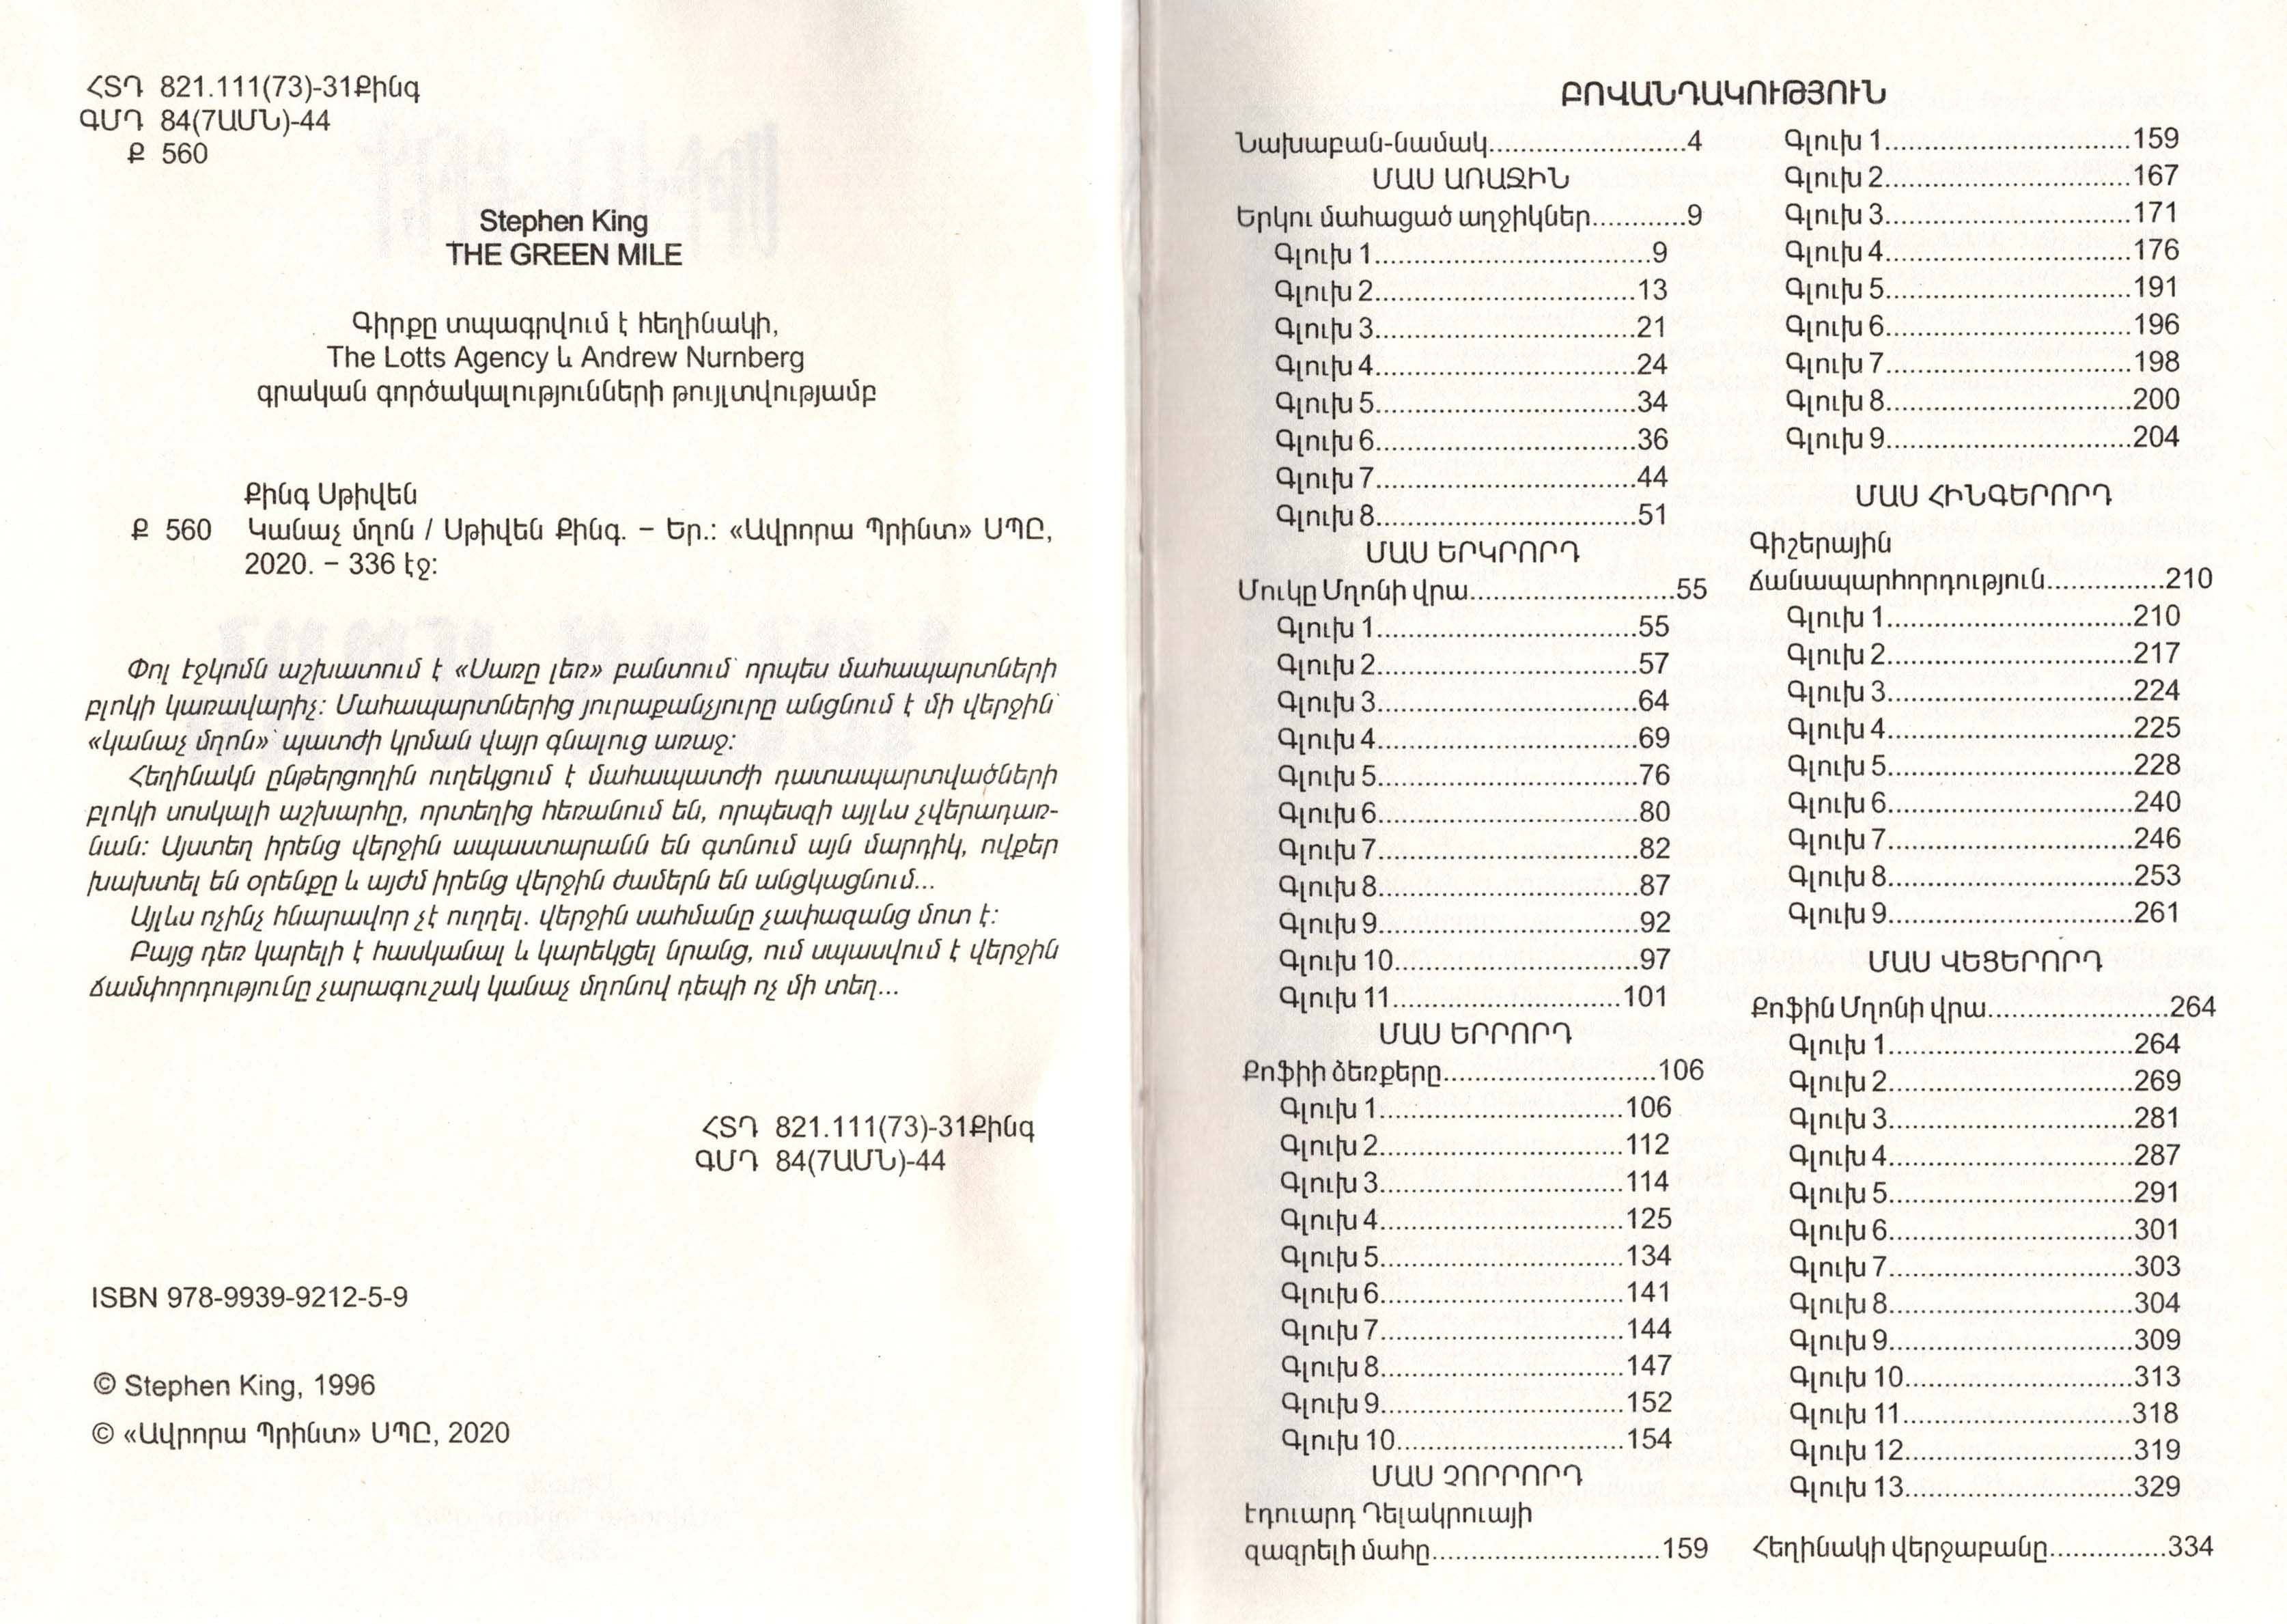 ՀՏԴ 821.111(73)-31Քինգ
ԳՄԴ 84(7ԱՄՆ)-44
Ք 560
Stephen King
THE GREEN MILE
Գիրքը տպագրվում է հեղինակի,
The Lotts Agency և Andrew Nurnberg
գրական գործակալությունների թույլտվությամբ
Քինգ Սթիվեն
Ք 560 Կանաչ մղոն / Սթիվեն Քինգ. – Եր.: «Ավրորա Պրինտ» ՍՊԸ,
2020. – 336 էջ:
Փոլ Էջկոմն աշխատում է «Սառը լեռ» բանտում՝ որպես մահապարտների
բլոկի կառավարիչ: Մահապարտներից յուրաքանչյուրը անցնում է մի վերջին՝
«կանաչ մղոն»՝ պատժի կրման վայր գնալուց առաջ:
Հեղինակն ընթերցողին ուղեկցում է մահապատժի դատապարտվածների
բլոկի սոսկալի աշխարհը, որտեղից հեռանում են, որպեսզի այլևս չվերադառ-
նան: Այստեղ իրենց վերջին ապաստարանն են գտնում այն մարդիկ, ովքեր
խախտել են օրենքը և այժմ իրենց վերջին ժամերն են անցկացնում...
Այլևս ոչինչ հնարավոր չէ ուղղել. վերջին սահմանը չափազանց մոտ է:
Բայց դեռ կարելի է հասկանալ և կարեկցել նրանց, ում սպասվում է վերջին
ճամփորդությունը չարագուշակ կանաչ մղոնով դեպի ոչ մի տեղ...
ՀՏԴ 821.111(73)-31Քինգ
ԳՄԴ 84(7ԱՄՆ)-44
ISBN 978-9939-9212-5-9
© Stephen King, 1996
© «Ավրորա Պրինտ» ՍՊԸ, 2020
ԲՈՎԱՆԴԱԿՈՒԹՅՈՒՆ
Նախաբան-նամակ.........................4
ՄԱՍ ԱՌԱՋԻՆ
Երկու մահացած աղջիկներ............9
Գլուխ 1...................................9
Գլուխ 2.................................13
Գլուխ 3.................................21
Գլուխ 4.................................24
Գլուխ 5.................................34
Գլուխ 6.................................36
Գլուխ 7.................................44
Գլուխ 8.................................51
ՄԱՍ ԵՐԿՐՈՐԴ
Մուկը Մղոնի վրա..........................55
Գլուխ 1.................................55
Գլուխ 2.................................57
Գլուխ 3.................................64
Գլուխ 4.................................69
Գլուխ 5.................................76
Գլուխ 6.................................80
Գլուխ 7.................................82
Գլուխ 8.................................87
Գլուխ 9.................................92
Գլուխ 10...............................97
Գլուխ 11.............................101
ՄԱՍ ԵՐՐՈՐԴ
Քոֆիի ձեռքերը...........................106
Գլուխ 1...............................106
Գլուխ 2...............................112
Գլուխ 3...............................114
Գլուխ 4...............................125
Գլուխ 5...............................134
Գլուխ 6...............................141
Գլուխ 7...............................144
Գլուխ 8...............................147
Գլուխ 9...............................152
Գլուխ 10.............................154
ՄԱՍ ՉՈՐՐՈՐԴ
Էդուարդ Դելակրուայի
զազրելի մահը.............................159
Գլուխ 1...............................159
Գլուխ 2...............................167
Գլուխ 3...............................171
Գլուխ 4...............................176
Գլուխ 5...............................191
Գլուխ 6...............................196
Գլուխ 7...............................198
Գլուխ 8...............................200
Գլուխ 9...............................204
ՄԱՍ ՀԻՆԳԵՐՈՐԴ
Գիշերային
ճանապարհորդություն...............210
Գլուխ 1...............................210
Գլուխ 2...............................217
Գլուխ 3...............................224
Գլուխ 4...............................225
Գլուխ 5...............................228
Գլուխ 6...............................240
Գլուխ 7...............................246
Գլուխ 8...............................253
Գլուխ 9...............................261
ՄԱՍ ՎԵՑԵՐՈՐԴ
Քոֆին Մղոնի վրա.......................264
Գլուխ 1...............................264
Գլուխ 2...............................269
Գլուխ 3...............................281
Գլուխ 4...............................287
Գլուխ 5...............................291
Գլուխ 6...............................301
Գլուխ 7...............................303
Գլուխ 8...............................304
Գլուխ 9...............................309
Գլուխ 10.............................313
Գլուխ 11.............................318
Գլուխ 12.............................319
Գլուխ 13.............................329
Հեղինակի վերջաբանը...............334